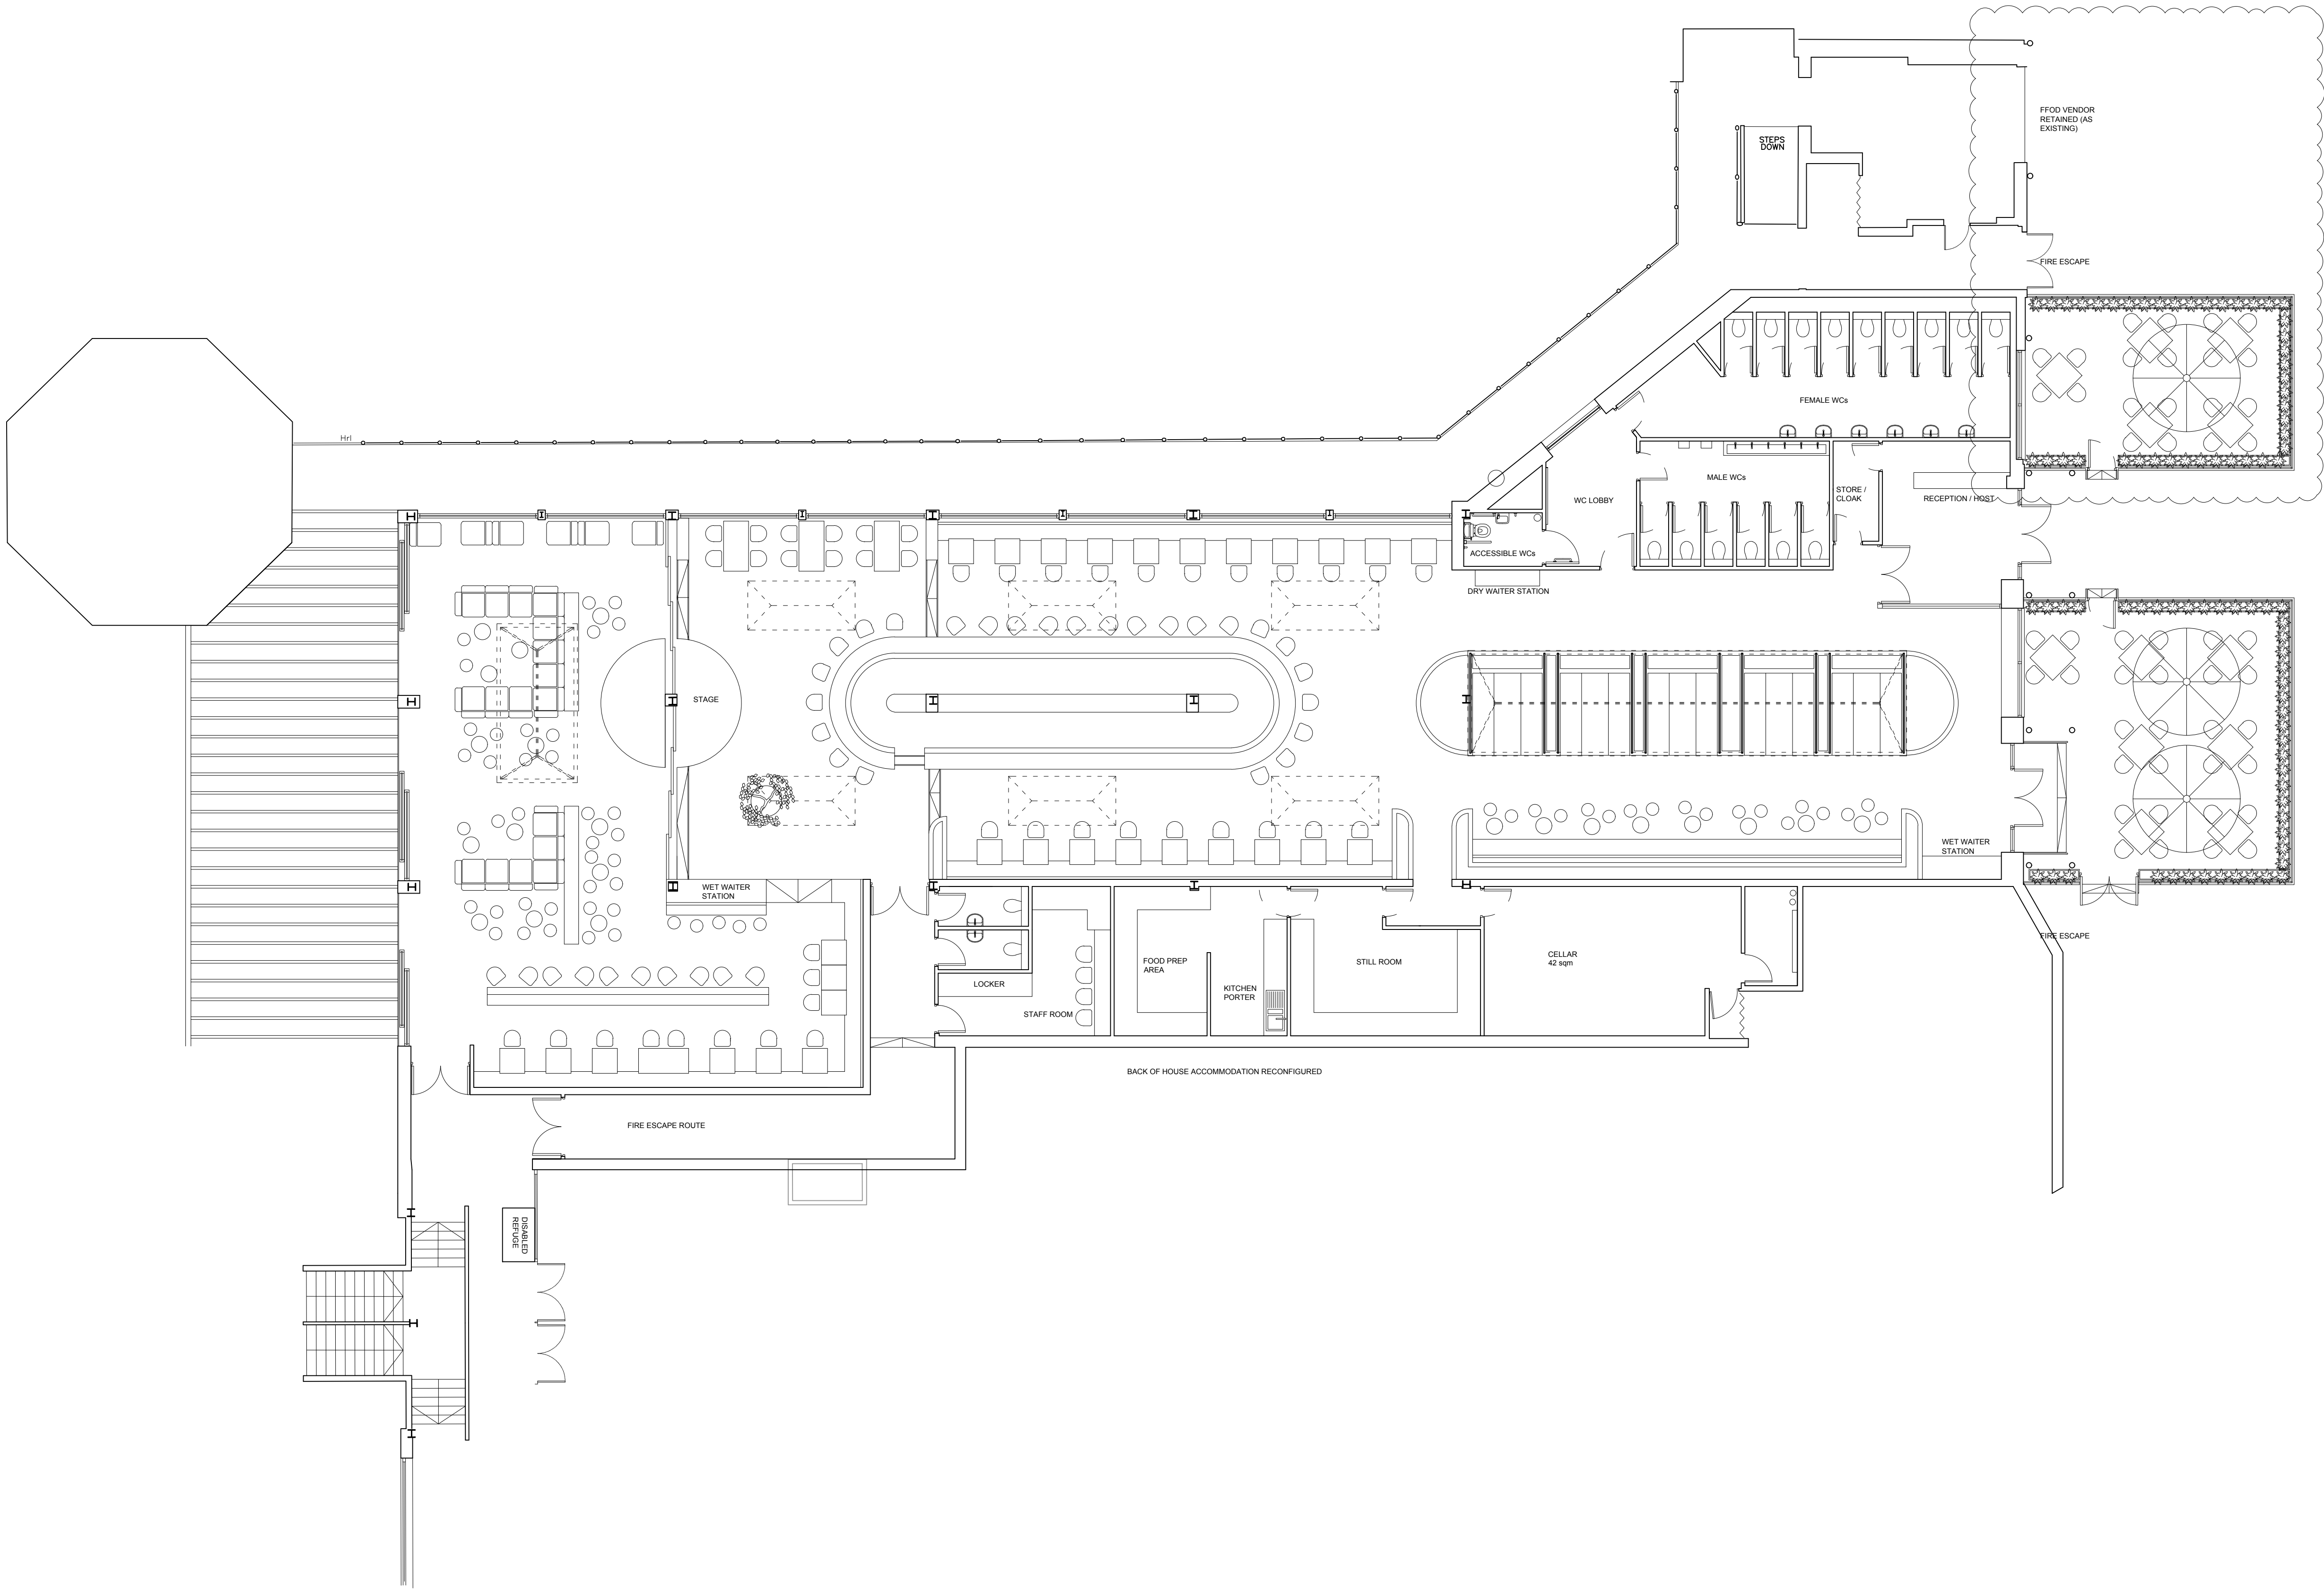 FFOD VENDOR
RETAINED (AS
EXISTING)
STEPS
DOWN
FIRE ESCAPE
FEMALE WCs
Hrl
MALE WCs
STORE /
CLOAK
RECEPTION / HOST
WC LOBBY
ACCESSIBLE WCs
DRY WAITER STATION
STAGE
WET WAITER
STATION
WET WAITER
STATION
FIRE ESCAPE
CELLAR
42 sqm
STILL ROOM
FOOD PREP
AREA
KITCHEN
PORTER
LOCKER
STAFF ROOM
BACK OF HOUSE ACCOMMODATION RECONFIGURED
FIRE ESCAPE ROUTE
DISABLED
REFUGE